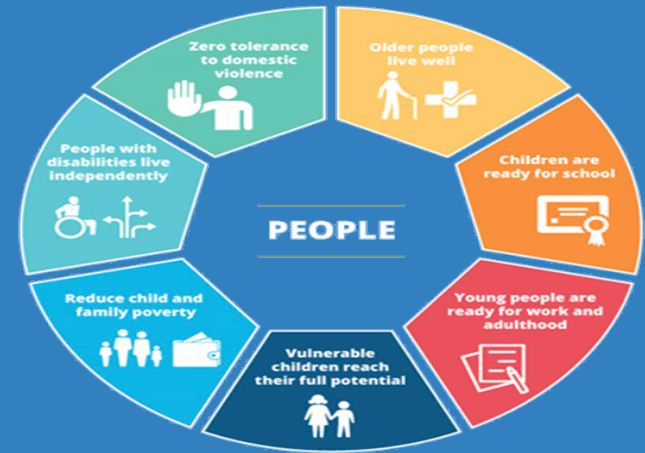 Zero tolerance
to domestic
violence
Older people
live well
People with
disabilities live
independently
Children are
ready for school
PEOPLE
Reduce child and
family poverty
Young people are
ready for work and
adulthood
Vulnerable
children reach
their full potential